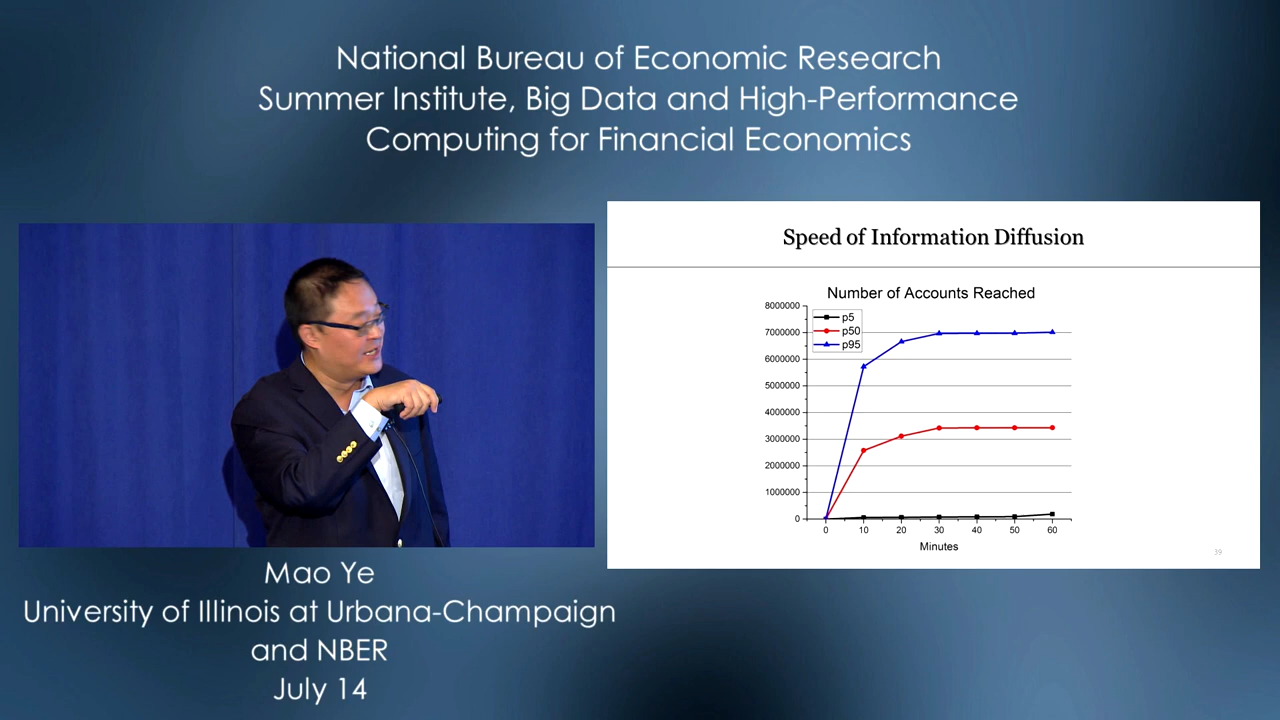 National Bureau of Economic Research
Summer Institute, Big Data and High-Performance
Computing for Financial Economics
Speed of Information Diffusion
Number of Accounts Reached
8000000
7000000
6000000
5000000
4000000
3000000
2000000
1000000
0
p5
p50
p95
0 10 20 30 40 50 60
Minutes
39
Mao Ye
University of Illinois at Urbana-Champaign
and NBER
July 14